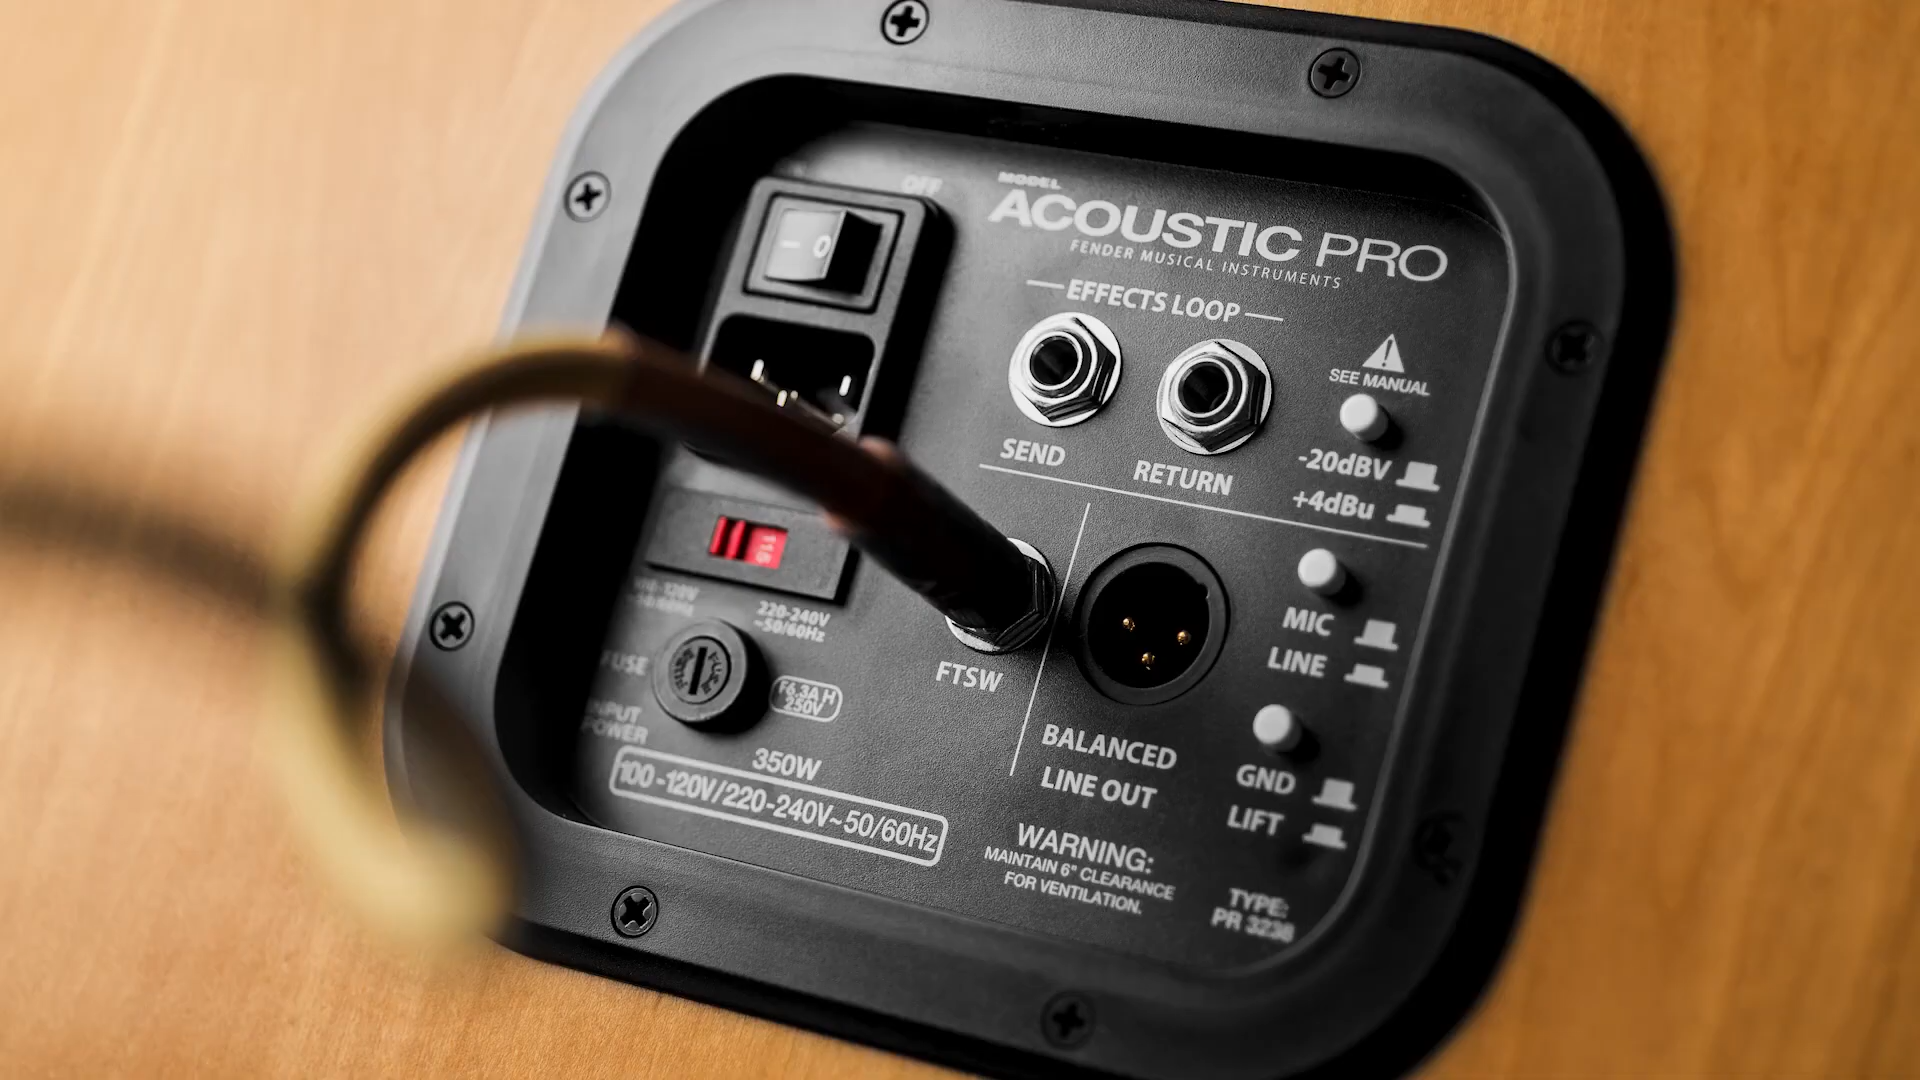 OFF
MODEL
ACOUSTIC PRO
FENDER MUSICAL INSTRUMENTS
EFFECTS LOOP
SEND
RETURN
SEE MANUAL
-20dBV
+4dBu
115
220-240V
~50/60Hz
FUSE
F6.3A H
250V
INPUT
POWER
350W
100-120V/220-240V~50/60Hz
FTSW
BALANCED
LINE OUT
MIC
LINE
GND
LIFT
WARNING:
MAINTAIN 6" CLEARANCE
FOR VENTILATION.
TYPE:
PR 3238